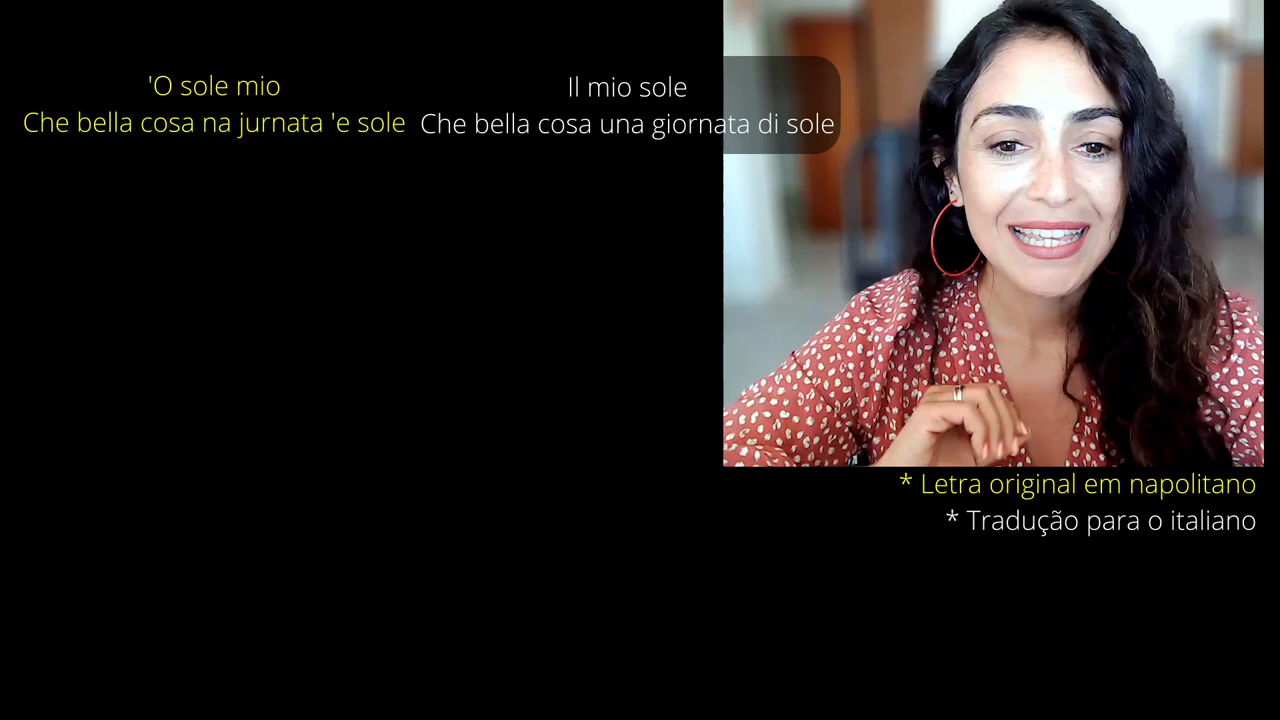 'O sole mio
Che bella cosa na jurnata 'e sole
Il mio sole
Che bella cosa una giornata di sole
* Letra original em napolitano
* Tradução para o italiano